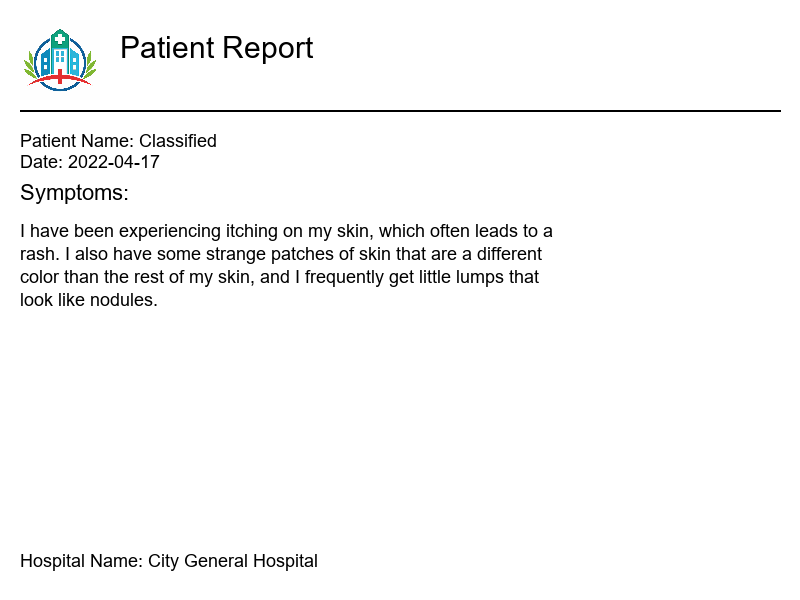 Patient Report
Patient Name: Classified
Date: 2022-04-17
Symptoms:
I have been experiencing itching on my skin, which often leads to a
rash. I also have some strange patches of skin that are a different
color than the rest of my skin, and I frequently get little lumps that
look like nodules.
Hospital Name: City General Hospital